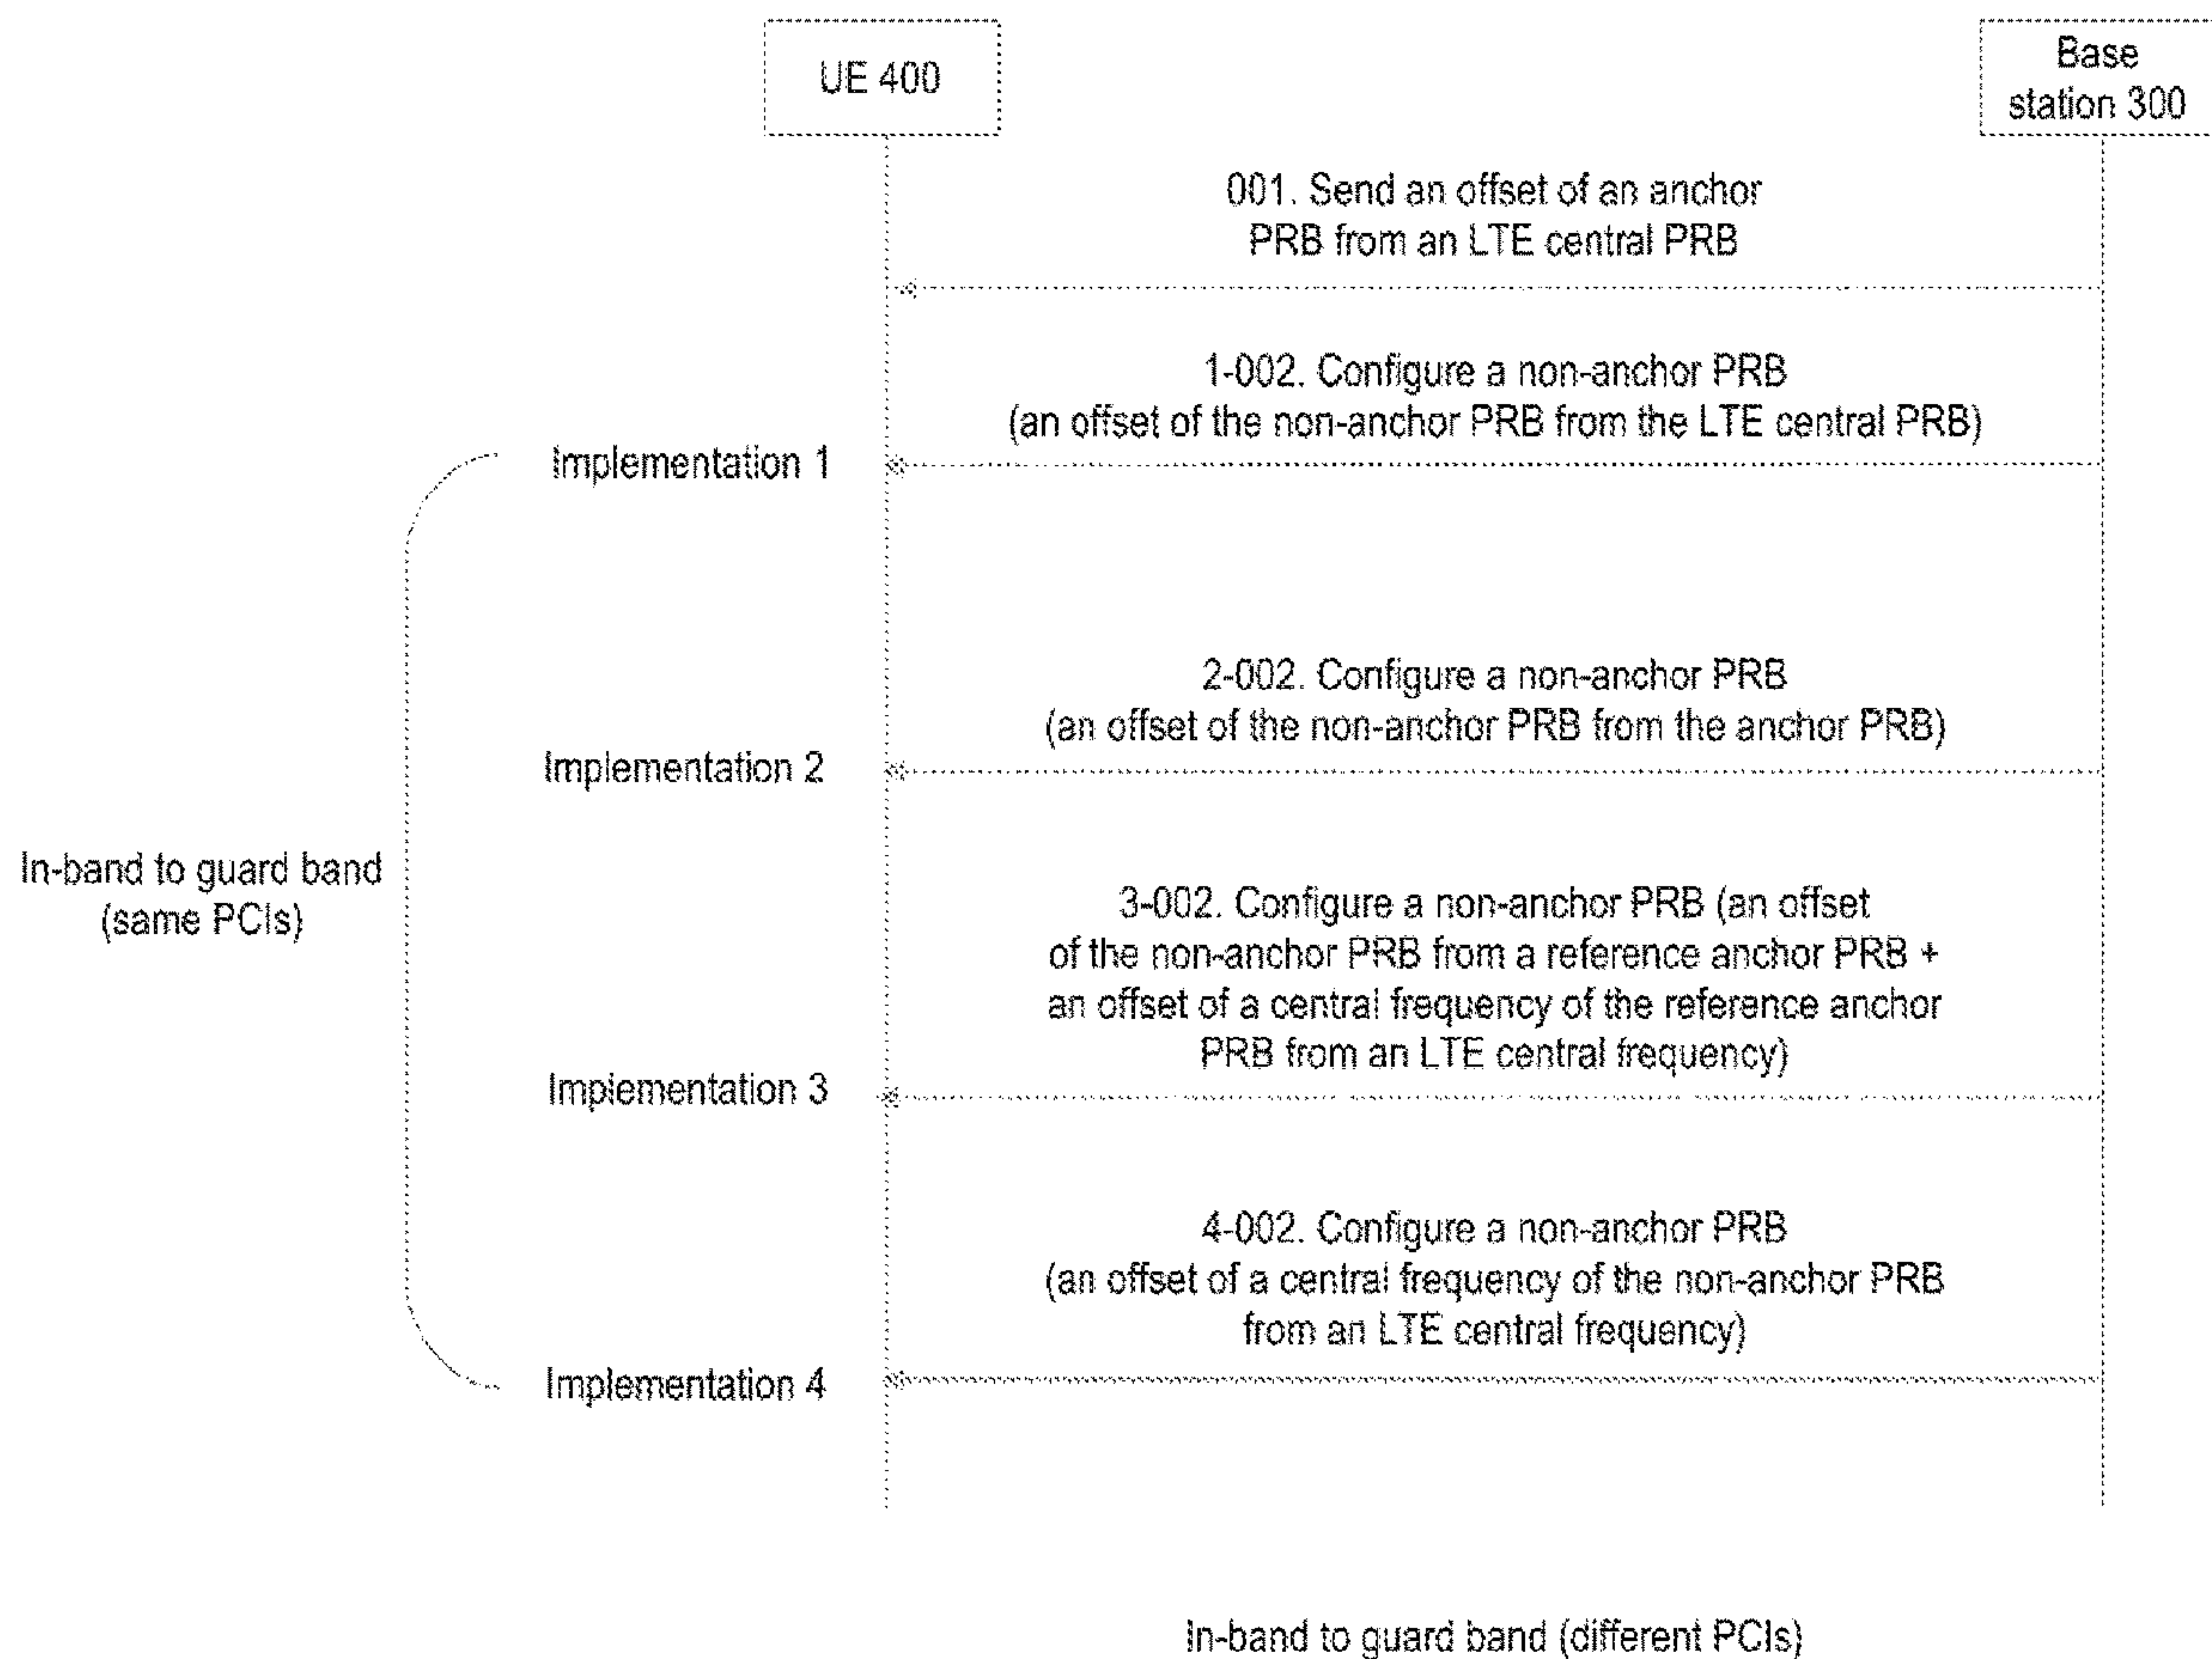 UE 400
Base
station 300
001. Send an offset of an anchor
PRB from an LTE central PRB
1-002. Configure a non-anchor PRB
(an offset of the non-anchor PRB from the LTE central PRB)
Implementation 1
2-002. Configure a non-anchor PRB
(an offset of the non-anchor PRB from the anchor PRB)
Implementation 2
In-band to guard band
(same PCIs)
3-002. Configure a non-anchor PRB (an offset
of the non-anchor PRB from a reference anchor PRB +
an offset of a central frequency of the reference anchor
PRB from an LTE central frequency)
Implementation 3
4-002. Configure a non-anchor PRB
(an offset of a central frequency of the non-anchor PRB
from an LTE central frequency)
Implementation 4
In-band to guard band (different PCIs)